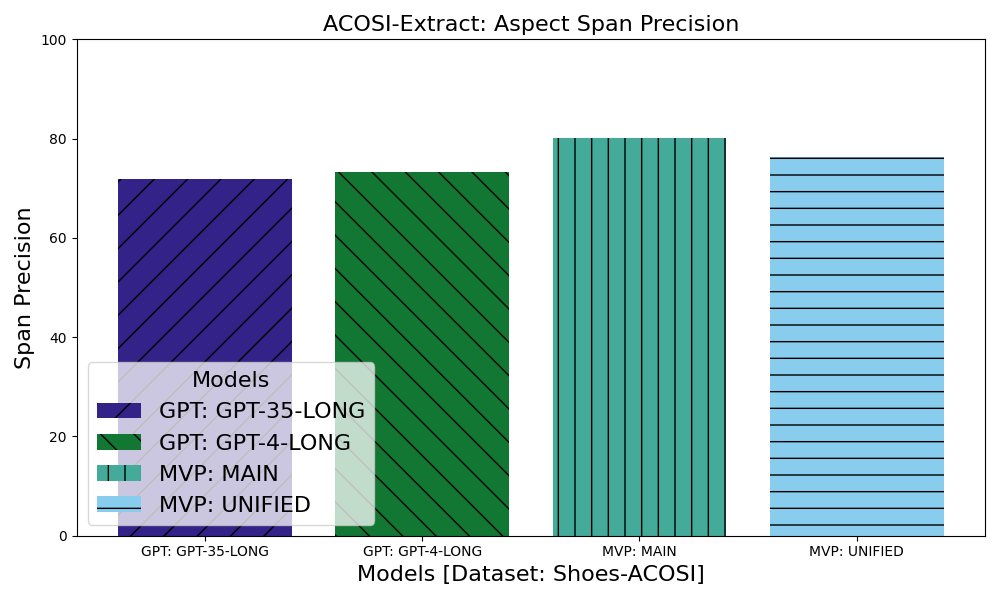 ACOSI-Extract: Aspect Span Precision
100
80
60
40
20
0
Span Precision
Models
GPT: GPT-35-LONG
GPT: GPT-4-LONG
MVP: MAIN
MVP: UNIFIED
GPT: GPT-35-LONG
GPT: GPT-4-LONG
MVP: MAIN
MVP: UNIFIED
Models [Dataset: Shoes-ACOSI]